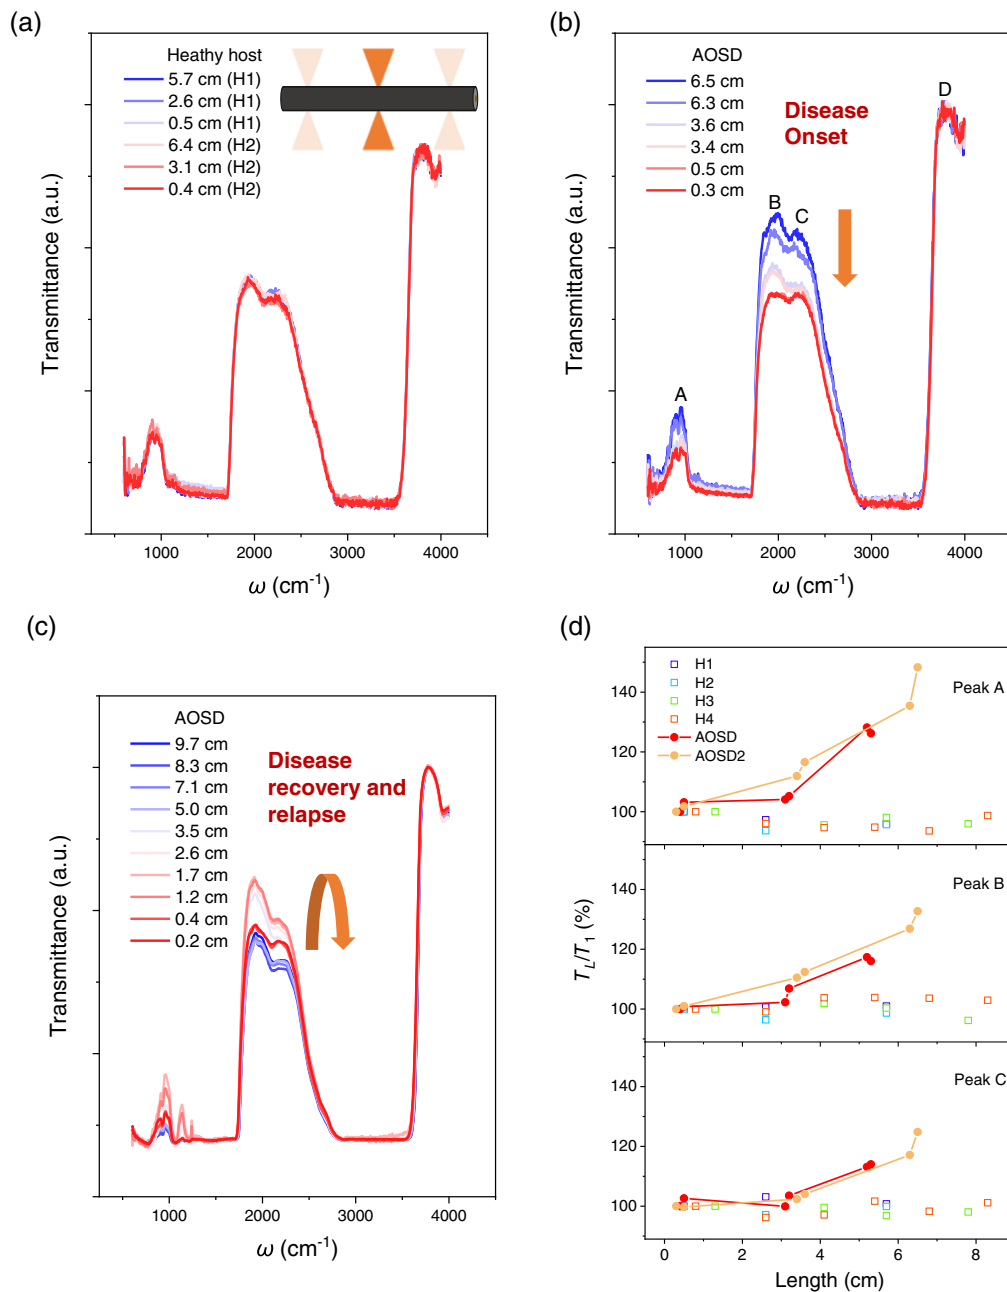 (a)
Heathy host
5.7 cm (H1)
2.6 cm (H1)
0.5 cm (H1)
6.4 cm (H2)
3.1 cm (H2)
0.4 cm (H2)
Transmittance (a.u.)
1000 2000 3000 4000
ω (cm⁻¹)
(b)
AOSD
6.5 cm
6.3 cm
3.6 cm
3.4 cm
0.5 cm
0.3 cm
Disease
Onset
A
B
C
D
Transmittance (a.u.)
1000 2000 3000 4000
ω (cm⁻¹)
(c)
AOSD
9.7 cm
8.3 cm
7.1 cm
5.0 cm
3.5 cm
2.6 cm
1.7 cm
1.2 cm
0.4 cm
0.2 cm
Disease
recovery and
relapse
Transmittance (a.u.)
1000 2000 3000 4000
ω (cm⁻¹)
(d)
H1
H2
H3
H4
AOSD
AOSD2
Peak A
140
120
100
Peak B
140
120
100
Peak C
140
120
100
T_L/T_1 (%)
0 2 4 6 8
Length (cm)